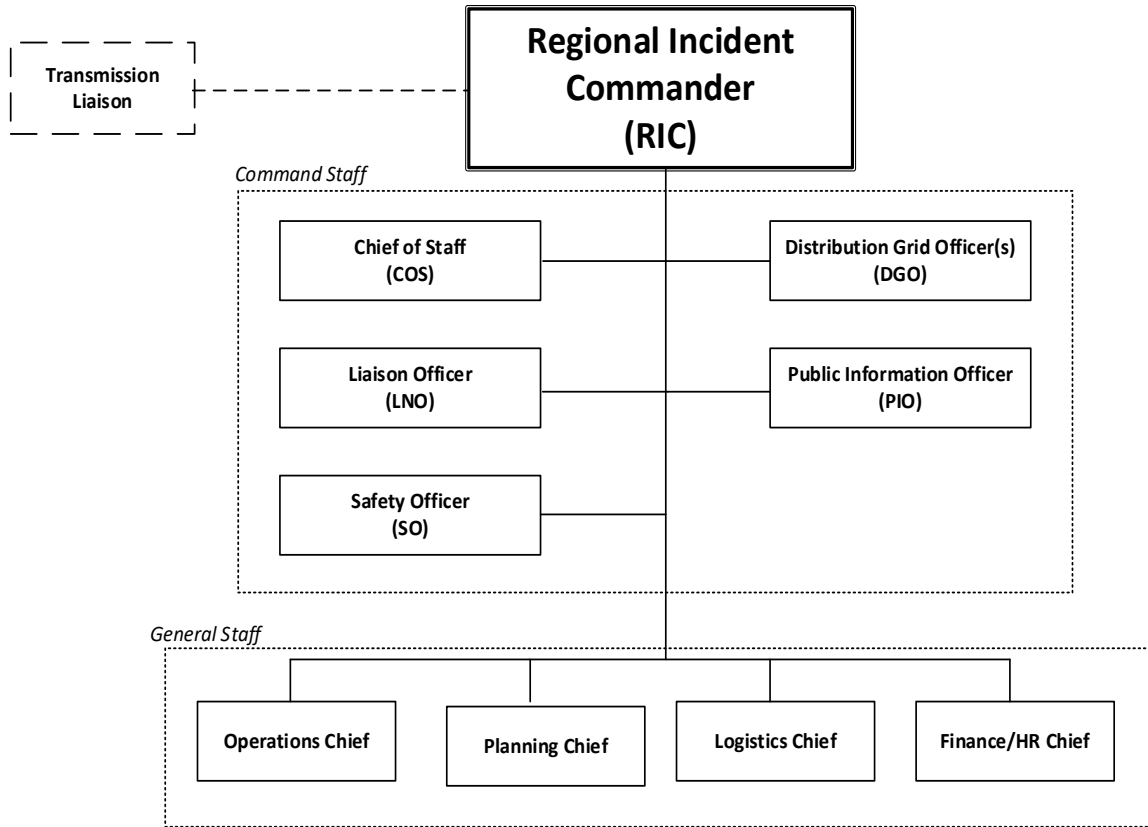 Regional Incident
Commander
(RIC)
Transmission
Liaison
Command Staff
Chief of Staff
(COS)
Distribution Grid Officer(s)
(DGO)
Liaison Officer
(LNO)
Public Information Officer
(PIO)
Safety Officer
(SO)
General Staff
Operations Chief
Planning Chief
Logistics Chief
Finance/HR Chief